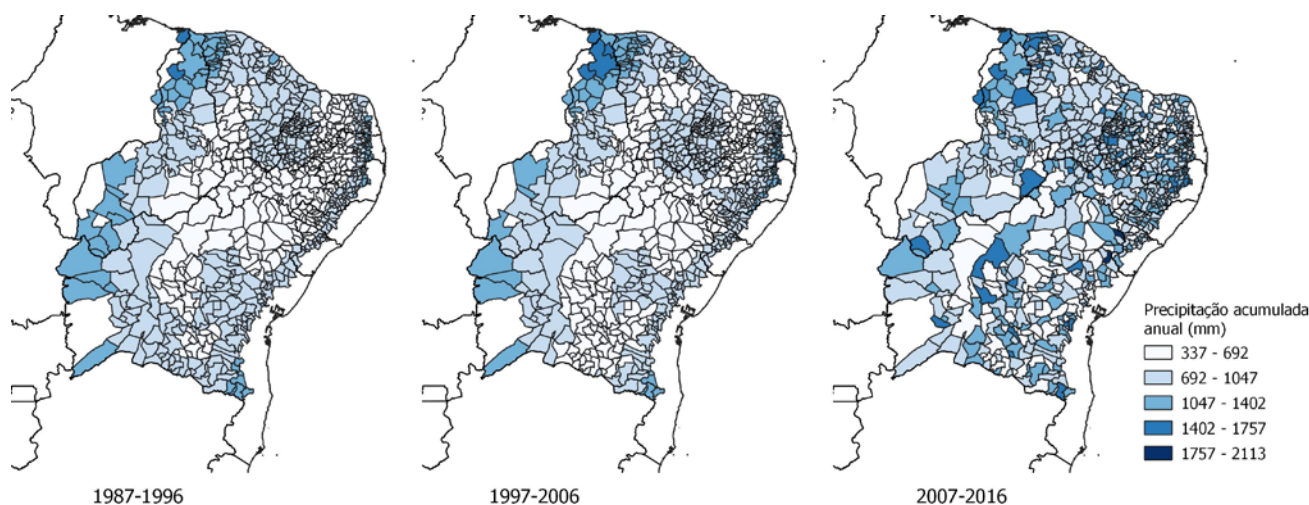 Precipitação acumulada
anual (mm)
337 - 692
692 - 1047
1047 - 1402
1402 - 1757
1757 - 2113
1987-1996
1997-2006
2007-2016